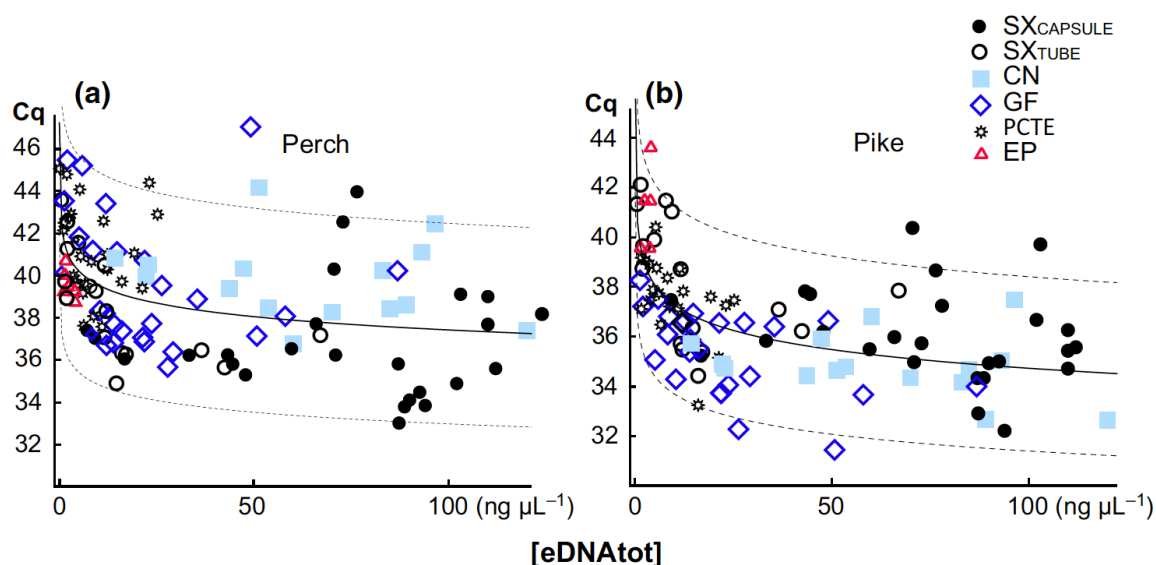 SXCAPSULE
SXTUBE
CN
GF
PCTE
EP
(a)
Cq
Perch
46
44
42
40
38
36
34
32
0
50
100 (ng µL–1)
(b)
Cq
Pike
44
42
40
38
36
34
32
0
50
100 (ng µL–1)
[eDNAtot]